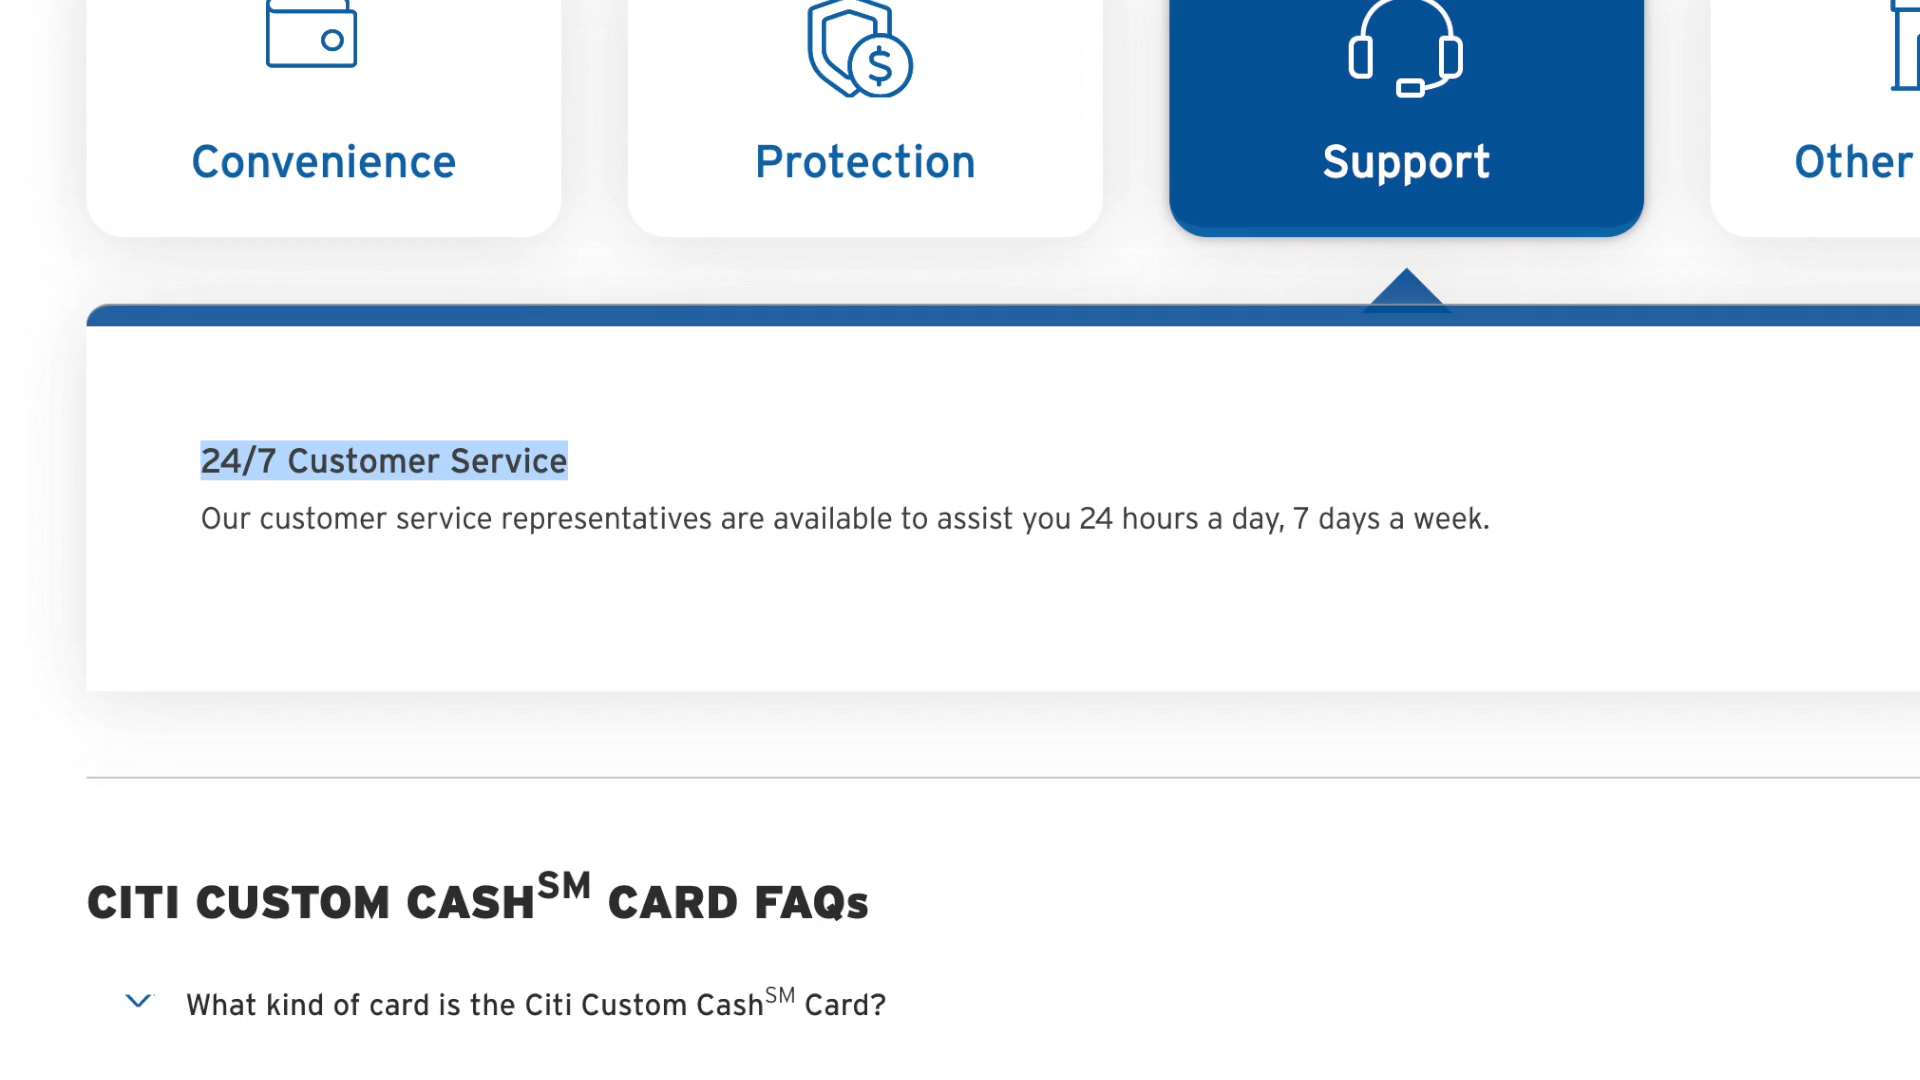 Convenience
Protection
Support
Other
24/7 Customer Service
Our customer service representatives are available to assist you 24 hours a day, 7 days a week.
CITI CUSTOM CASHSM CARD FAQs
What kind of card is the Citi Custom CashSM Card?